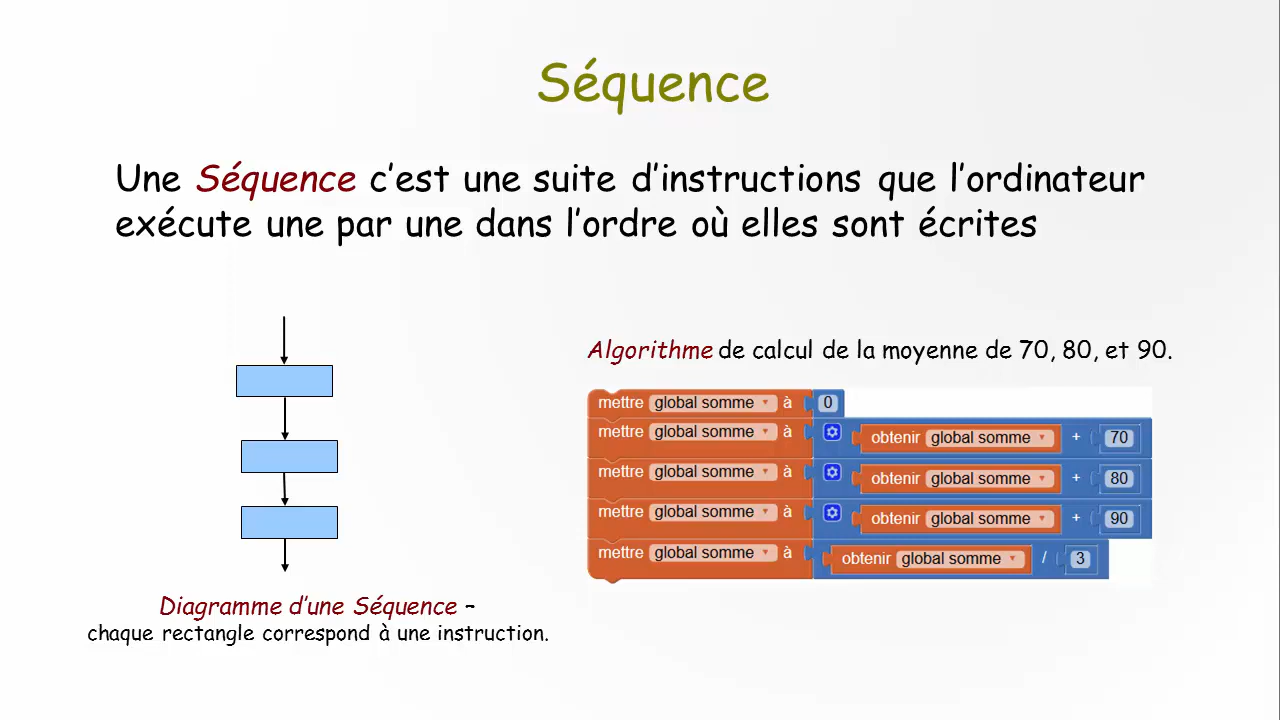 Séquence
Une Séquence c’est une suite d’instructions que l’ordinateur
exécute une par une dans l’ordre où elles sont écrites
Algorithme de calcul de la moyenne de 70, 80, et 90.
mettre global somme à 0
mettre global somme à obtenir global somme + 70
mettre global somme à obtenir global somme + 80
mettre global somme à obtenir global somme + 90
mettre global somme à obtenir global somme / 3
Diagramme d’une Séquence –
chaque rectangle correspond à une instruction.